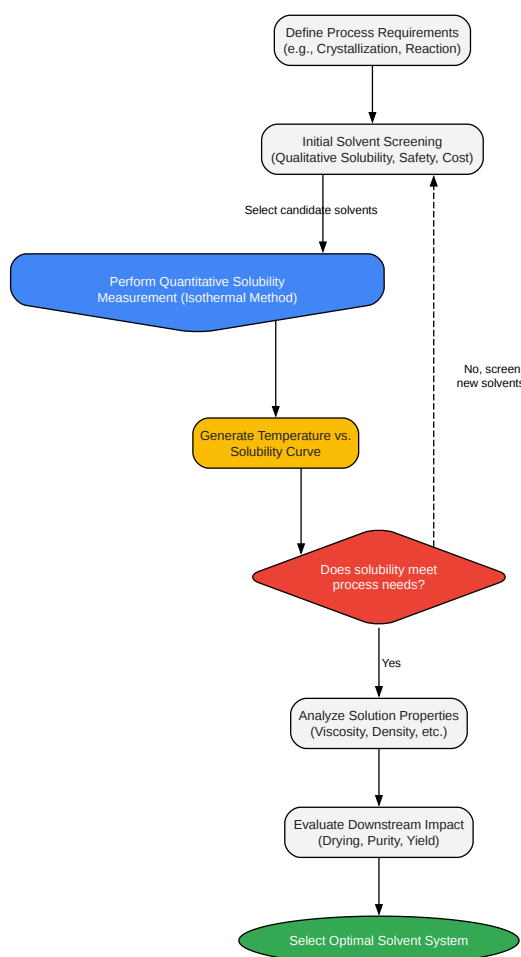 Define Process Requirements
(e.g., Crystallization, Reaction)
Initial Solvent Screening
(Qualitative Solubility, Safety, Cost)
Select candidate solvents
Perform Quantitative Solubility
Measurement (Isothermal Method)
No, screen
new solvents
Generate Temperature vs.
Solubility Curve
Does solubility meet
process needs?
Yes
Analyze Solution Properties
(Viscosity, Density, etc.)
Evaluate Downstream Impact
(Drying, Purity, Yield)
Select Optimal Solvent System